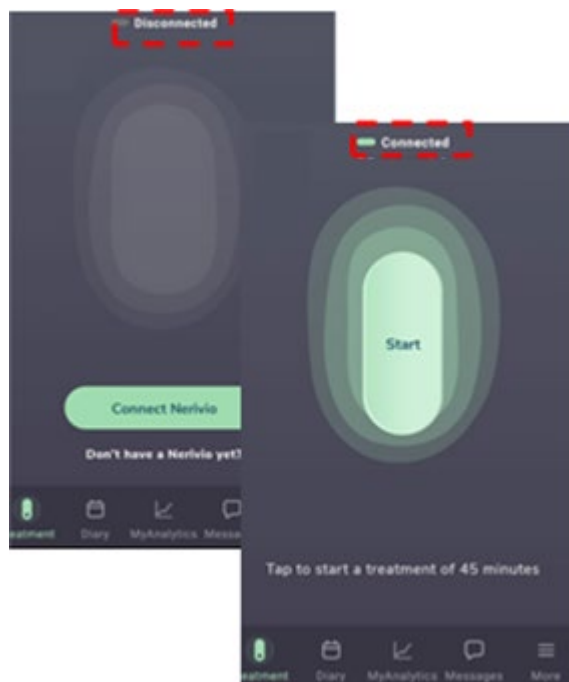 Disconnected
Connect Nerivio
Don't have a Nerivio yet?
eatment Diary MyAnalytics Messa
Connected
Start
Tap to start a treatment of 45 minutes
eatment Diary MyAnalytics Messages More